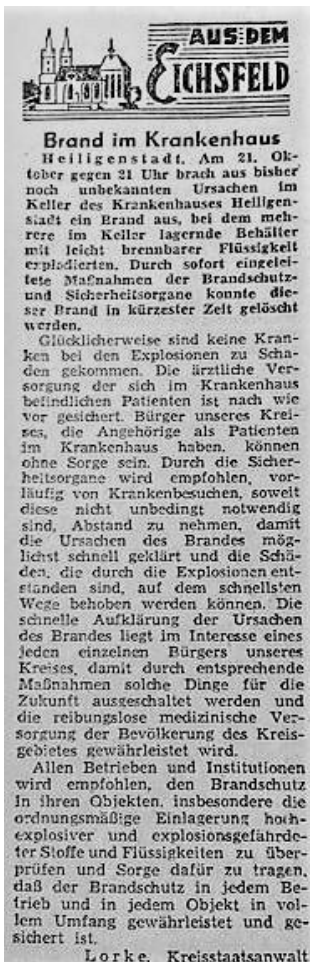 AUS DEM
EICHSFELD
Brand im Krankenhaus
Heiligenstadt. Am 21. Ok-
tober gegen 21 Uhr brach aus bisher
noch unbekannten Ursachen im
Keller des Krankenhauses Heiligen-
stadt ein Brand aus, bei dem meh-
rere im Keller lagernde Behälter
mit leicht brennbarer Flüssigkeit
explodierten. Durch sofort eingelei-
tete Maßnahmen der Brandschutz-
und Sicherheitsorgane konnte die-
ser Brand in kürzester Zeit gelöscht
werden.
Glücklicherweise sind keine Kran-
ken bei den Explosionen zu Scha-
den gekommen. Die ärztliche Ver-
sorgung der sich im Krankenhaus
befindlichen Patienten ist nach wie
vor gesichert. Bürger unseres Krei-
ses, die Angehörige als Patienten
im Krankenhaus haben, können
ohne Sorge sein. Durch die Sicher-
heitsorgane wird empfohlen, vor-
läufig von Krankenbesuchen, soweit
diese nicht unbedingt notwendig
sind, Abstand zu nehmen, damit
die Ursachen des Brandes mög-
lichst schnell geklärt und die Schä-
den, die durch die Explosionen ent-
standen sind, auf dem schnellsten
Wege behoben werden können. Die
schnelle Aufklärung der Ursachen
des Brandes liegt im Interesse eines
jeden einzelnen Bürgers unseres
Kreises, damit durch entsprechende
Maßnahmen solche Dinge für die
Zukunft ausgeschaltet werden und
die reibungslose medizinische Ver-
sorgung der Bevölkerung des Kreis-
gebietes gewährleistet wird.
Allen Betrieben und Institutionen
wird empfohlen, den Brandschutz
in ihren Objekten, insbesondere die
ordnungsmäßige Einlagerung hoch-
explosiver und explosionsgefährde-
ter Stoffe und Flüssigkeiten zu über-
prüfen und Sorge dafür zu tragen,
daß der Brandschutz in jedem Be-
trieb und in jedem Objekt in vol-
lem Umfang gewährleistet und ge-
sichert ist.
Lorke, Kreisstaatsanwalt